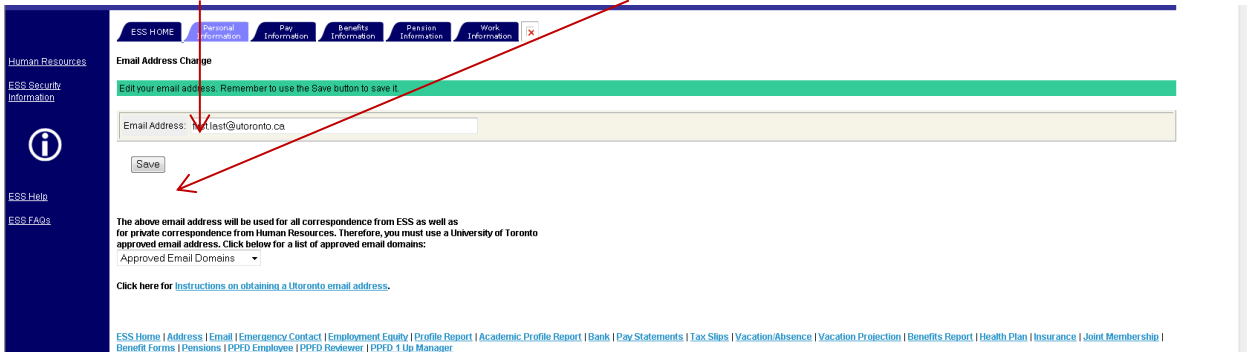 ESS HOME
Personal Information
Pay Information
Benefits Information
Pension Information
Work Information
Human Resources
ESS Security Information
ESS Help
ESS FAQs
Email Address Change
Edit your email address. Remember to use the Save button to save it.
Email Address: first.last@utoronto.ca
Save
The above email address will be used for all correspondence from ESS as well as
for private correspondence from Human Resources. Therefore, you must use a University of Toronto
approved email address. Click below for a list of approved email domains:
Approved Email Domains
Click here for Instructions on obtaining a Utoronto email address.
ESS Home | Address | Email | Emergency Contact | Employment Equity | Profile Report | Academic Profile Report | Bank | Pay Statements | Tax Slips | Vacation/Absence | Vacation Projection | Benefits Report | Health Plan | Insurance | Joint Membership |
Benefit Forms | Pensions | PPFD Employee | PPFD Reviewer | PPFD 1 Up Manager